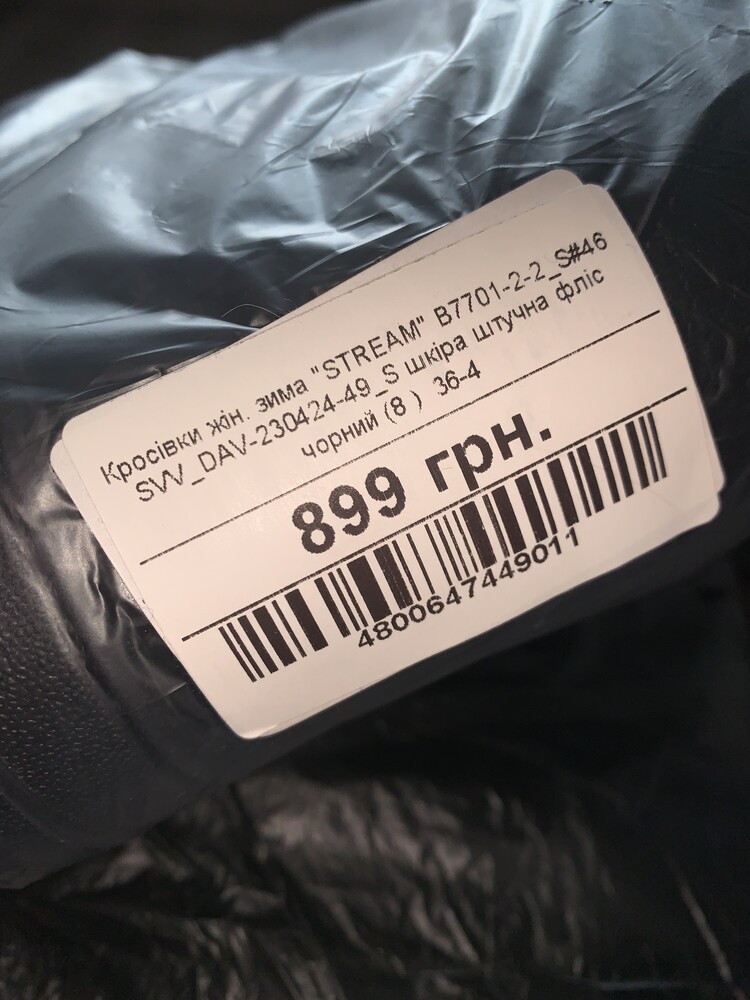 Кросівки жін. зима "STREAM" B7701-2-2_S#46
SVV_DAV-230424-49_S шкіра штучна фліс
чорний (8 ) 36-4
899 грн.
4800647449011